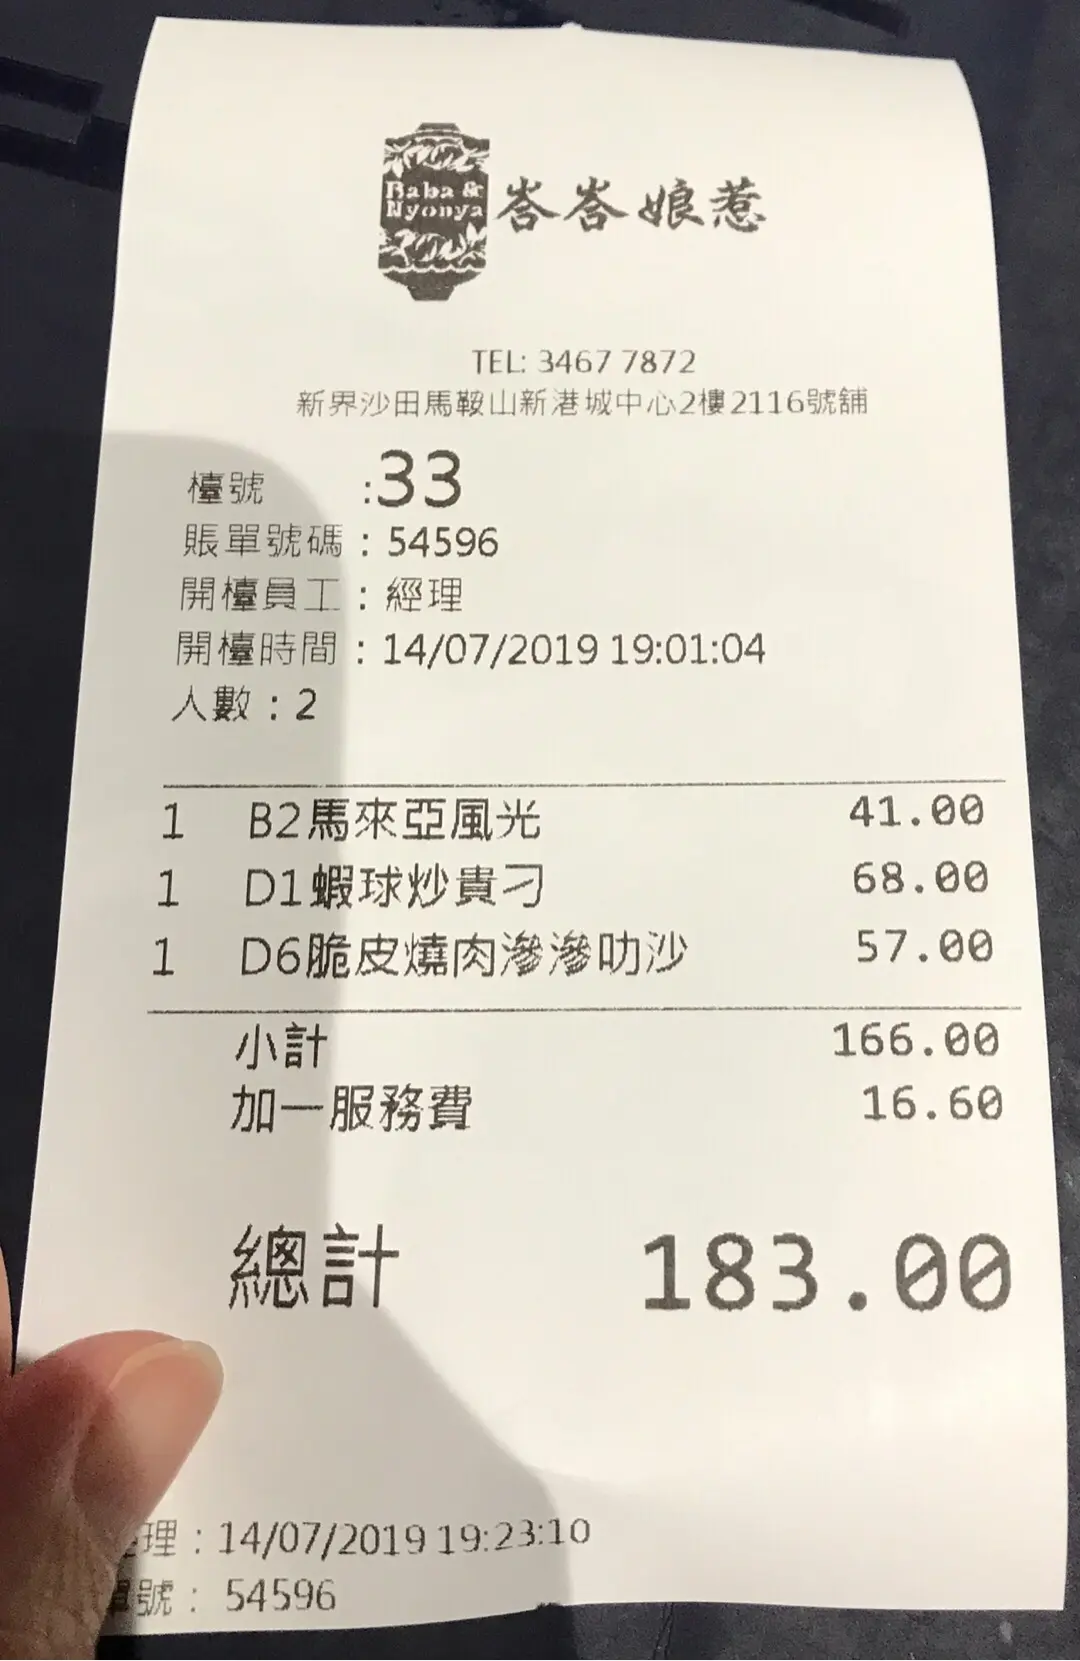 Baba &
Nyonya
峇峇娘惹
TEL: 3467 7872
新界沙田馬鞍山新港城中心2樓2116號舖
檯號 :33
賬單號碼 : 54596
開檯員工 : 經理
開檯時間 : 14/07/2019 19:01:04
人數 : 2
1 B2馬來亞風光 41.00
1 D1蝦球炒貴刁 68.00
1 D6脆皮燒肉滲滲叻沙 57.00
小計 166.00
加一服務費 16.60
總計 183.00
理 : 14/07/2019 19:23:10
單號 : 54596